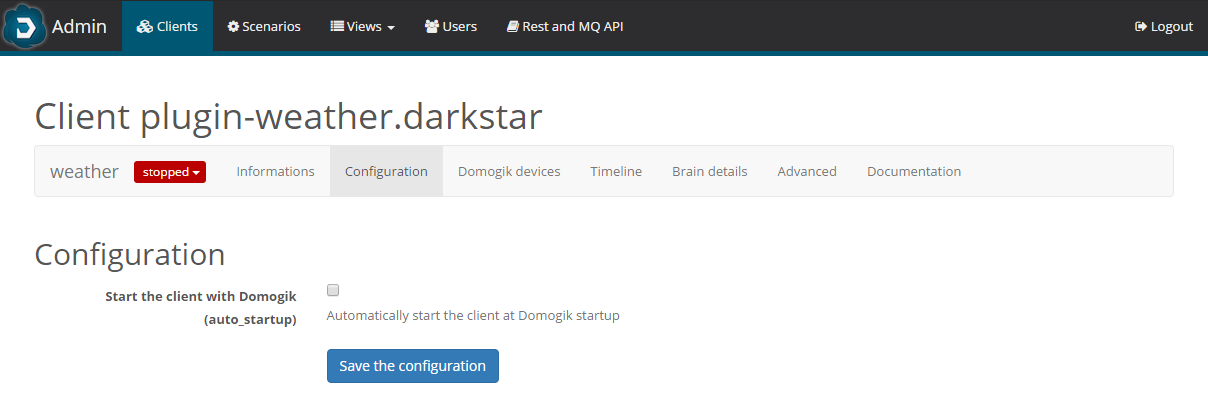 Admin Clients Scenarios Views Users Rest and MQ API Logout
Client plugin-weather.darkstar
weather stopped Informations Configuration Domogik devices Timeline Brain details Advanced Documentation
Configuration
Start the client with Domogik
(auto_startup)
Automatically start the client at Domogik startup
Save the configuration